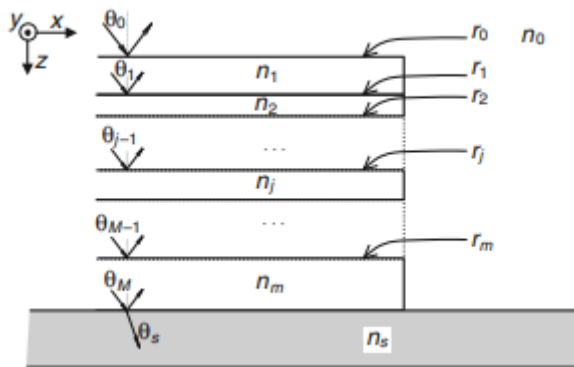 y x θ₀ r₀ n₀
z
θ₁ n₁ r₁
n₂ r₂
θⱼ₋₁ ... rⱼ
nⱼ
θM–1 ... rₘ
θM nₘ
θₛ nₛ